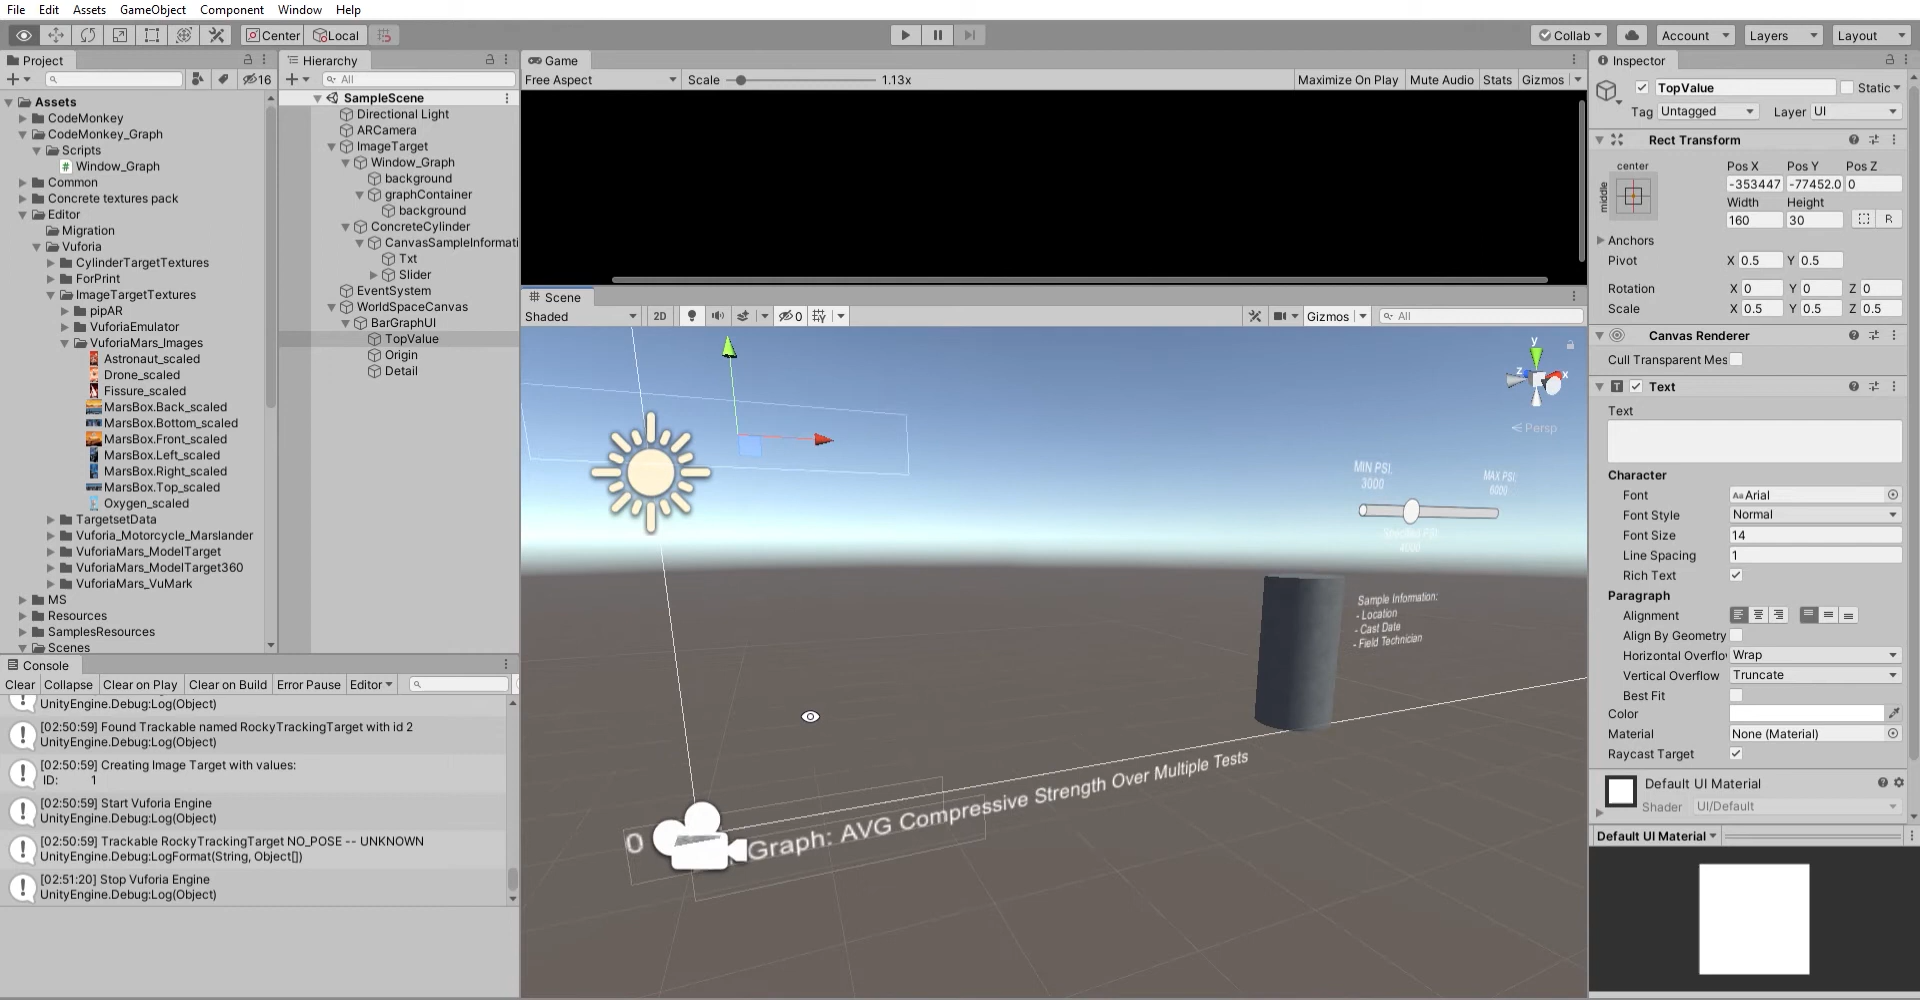 File Edit Assets GameObject Component Window Help
Center Local
Collab Account Layers Layout
Project
16
Assets
CodeMonkey
CodeMonkey_Graph
Scripts
Window_Graph
Common
Concrete textures pack
Editor
Migration
Vuforia
CylinderTargetTextures
ForPrint
ImageTargetTextures
pipAR
VuforiaEmulator
VuforiaMars_Images
Astronaut_scaled
Drone_scaled
Fissure_scaled
MarsBox.Back_scaled
MarsBox.Bottom_scaled
MarsBox.Front_scaled
MarsBox.Left_scaled
MarsBox.Right_scaled
MarsBox.Top_scaled
Oxygen_scaled
TargetsetData
Vuforia_Motorcycle_Marslander
VuforiaMars_ModelTarget
VuforiaMars_ModelTarget360
VuforiaMars_VuMark
MS
Resources
SamplesResources
Scenes
Hierarchy
All
SampleScene
Directional Light
ARCamera
ImageTarget
Window_Graph
background
graphContainer
background
ConcreteCylinder
CanvasSampleInformati
Txt
Slider
EventSystem
WorldSpaceCanvas
BarGraphUI
TopValue
Origin
Detail
Game
Free Aspect Scale 1.13x Maximize On Play Mute Audio Stats Gizmos
Scene
Shaded 2D 0 Gizmos All
y
z x
Persp
MIN PSI.
3000
MAX PSI:
6000
Specified PSI:
4000
Sample Information:
- Location
- Cast Date
- Field Technician
0 Graph: AVG Compressive Strength Over Multiple Tests
Console
Clear Collapse Clear on Play Clear on Build Error Pause Editor
UnityEngine.Debug:Log(Object)
[02:50:59] Found Trackable named RockyTrackingTarget with id 2
UnityEngine.Debug:Log(Object)
[02:50:59] Creating Image Target with values:
ID: 1
[02:50:59] Start Vuforia Engine
UnityEngine.Debug:Log(Object)
[02:50:59] Trackable RockyTrackingTarget NO_POSE -- UNKNOWN
UnityEngine.Debug:LogFormat(String, Object[])
[02:51:20] Stop Vuforia Engine
UnityEngine.Debug:Log(Object)
Inspector
TopValue Static
Tag Untagged Layer UI
Rect Transform
center
middle
Pos X Pos Y Pos Z
-353447 -77452.0 0
Width Height
160 30 R
Anchors
Pivot X 0.5 Y 0.5
Rotation X 0 Y 0 Z 0
Scale X 0.5 Y 0.5 Z 0.5
Canvas Renderer
Cull Transparent Mes
Text
Text
Character
Font Aa Arial
Font Style Normal
Font Size 14
Line Spacing 1
Rich Text
Paragraph
Alignment
Align By Geometry
Horizontal Overflo Wrap
Vertical Overflow Truncate
Best Fit
Color
Material None (Material)
Raycast Target
Default UI Material
Shader UI/Default
Default UI Material